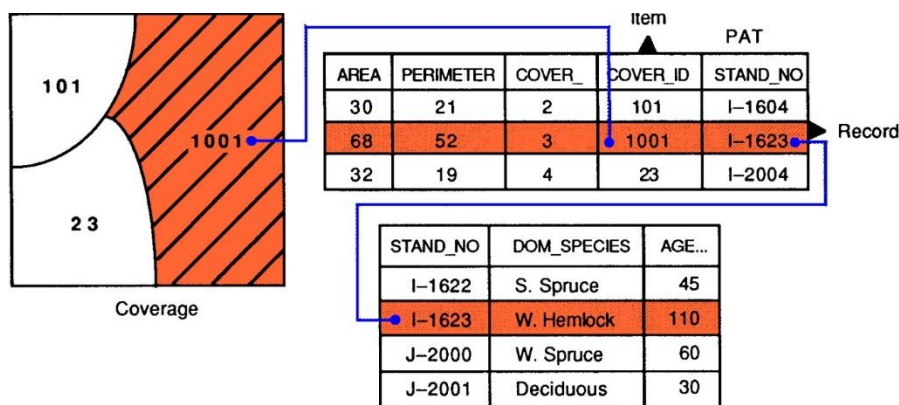 Item
PAT
AREA PERIMETER COVER_ COVER_ID STAND_NO
30 21 2 101 I-1604
68 52 3 1001 I-1623
32 19 4 23 I-2004
Record
101
1001
23
Coverage
STAND_NO DOM_SPECIES AGE...
I-1622 S. Spruce 45
I-1623 W. Hemlock 110
J-2000 W. Spruce 60
J-2001 Deciduous 30